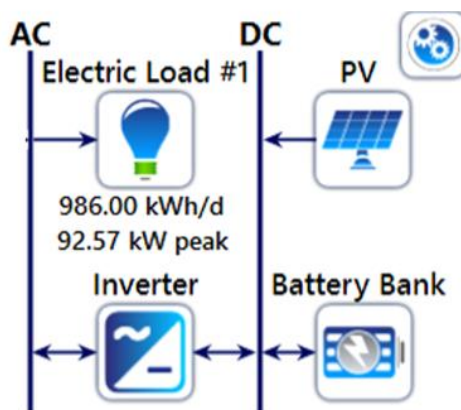 AC
DC
Electric Load #1
PV
986.00 kWh/d
92.57 kW peak
Inverter
Battery Bank